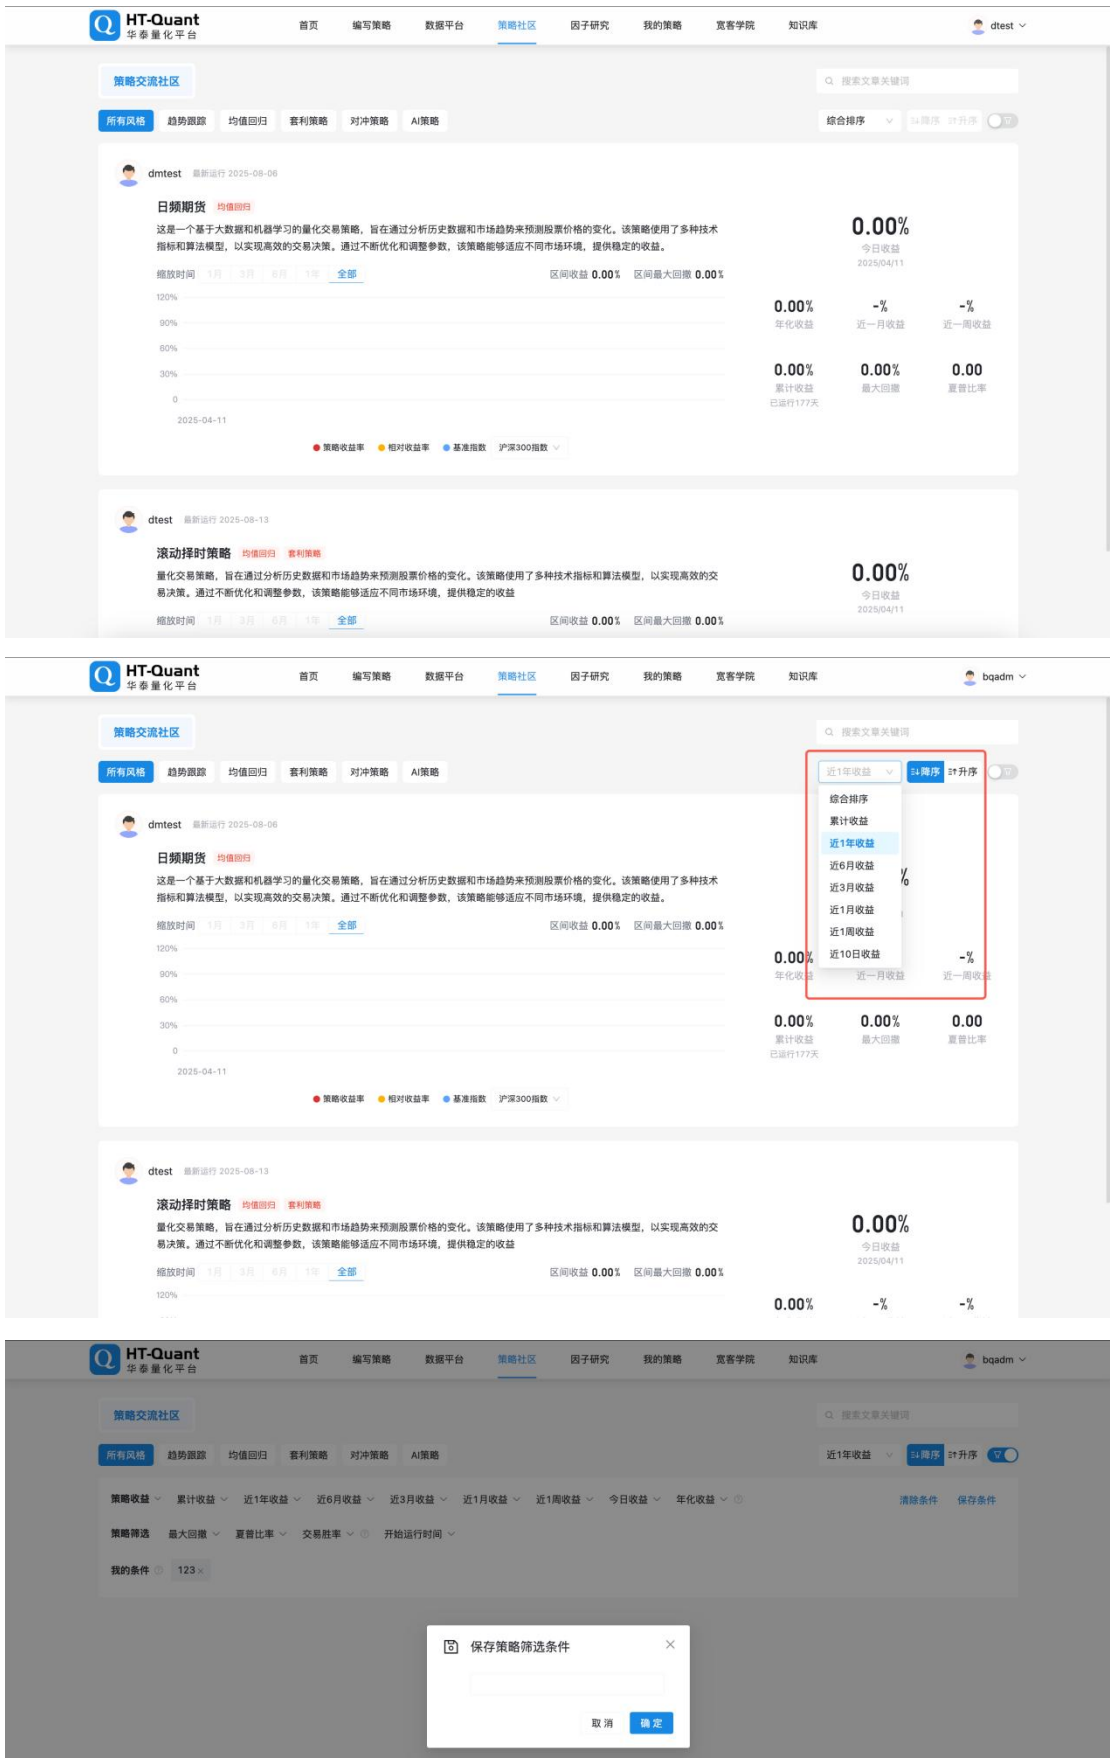 HT-Quant
华泰量化平台
首页 编写策略 数据平台 策略社区 因子研究 我的策略 宽客学院 知识库 dtest
策略交流社区 搜索文章关键词
所有风格 趋势跟踪 均值回归 套利策略 对冲策略 AI策略 综合排序 降序 升序
dmtest 最新运行 2025-08-06
日频期货 均值回归
这是一个基于大数据和机器学习的量化交易策略，旨在通过分析历史数据和市场趋势来预测股票价格的变化。该策略使用了多种技术
指标和算法模型，以实现高效的交易决策。通过不断优化和调整参数，该策略能够适应不同市场环境，提供稳定的收益。
0.00%
今日收益
2025/04/11
缩放时间 1月 3月 6月 1年 全部 区间收益 0.00% 区间最大回撤 0.00%
120%
90%
60%
30%
0
2025-04-11
策略收益率 相对收益率 基准指数 沪深300指数
0.00% -% -%
年化收益 近一月收益 近一周收益
0.00% 0.00% 0.00
累计收益 最大回撤 夏普比率
已运行177天
dtest 最新运行 2025-08-13
滚动择时策略 均值回归 套利策略
量化交易策略，旨在通过分析历史数据和市场趋势来预测股票价格的变化。该策略使用了多种技术指标和算法模型，以实现高效的交
易决策。通过不断优化和调整参数，该策略能够适应不同市场环境，提供稳定的收益
0.00%
今日收益
2025/04/11
缩放时间 1月 3月 6月 1年 全部 区间收益 0.00% 区间最大回撤 0.00%
HT-Quant
华泰量化平台
首页 编写策略 数据平台 策略社区 因子研究 我的策略 宽客学院 知识库 bqadm
策略交流社区 搜索文章关键词
所有风格 趋势跟踪 均值回归 套利策略 对冲策略 AI策略 近1年收益 降序 升序
综合排序
累计收益
近1年收益
近6月收益
近3月收益
近1月收益
近1周收益
近10日收益
dmtest 最新运行 2025-08-06
日频期货 均值回归
这是一个基于大数据和机器学习的量化交易策略，旨在通过分析历史数据和市场趋势来预测股票价格的变化。该策略使用了多种技术
指标和算法模型，以实现高效的交易决策。通过不断优化和调整参数，该策略能够适应不同市场环境，提供稳定的收益。
%
缩放时间 1月 3月 6月 1年 全部 区间收益 0.00% 区间最大回撤 0.00%
120%
90%
60%
30%
0
2025-04-11
策略收益率 相对收益率 基准指数 沪深300指数
0.00% -%
年化收益 近一月收益 近一周收益
0.00% 0.00% 0.00
累计收益 最大回撤 夏普比率
已运行177天
dtest 最新运行 2025-08-13
滚动择时策略 均值回归 套利策略
量化交易策略，旨在通过分析历史数据和市场趋势来预测股票价格的变化。该策略使用了多种技术指标和算法模型，以实现高效的交
易决策。通过不断优化和调整参数，该策略能够适应不同市场环境，提供稳定的收益
0.00%
今日收益
2025/04/11
缩放时间 1月 3月 6月 1年 全部 区间收益 0.00% 区间最大回撤 0.00%
120%
0.00% -% -%
HT-Quant
华泰量化平台
首页 编写策略 数据平台 策略社区 因子研究 我的策略 宽客学院 知识库 bqadm
策略交流社区 搜索文章关键词
所有风格 趋势跟踪 均值回归 套利策略 对冲策略 AI策略 近1年收益 降序 升序
策略收益 累计收益 近1年收益 近6月收益 近3月收益 近1月收益 近1周收益 今日收益 年化收益 清除条件 保存条件
策略筛选 最大回撤 夏普比率 交易胜率 开始运行时间
我的条件 123 ×
保存策略筛选条件
取消 确定